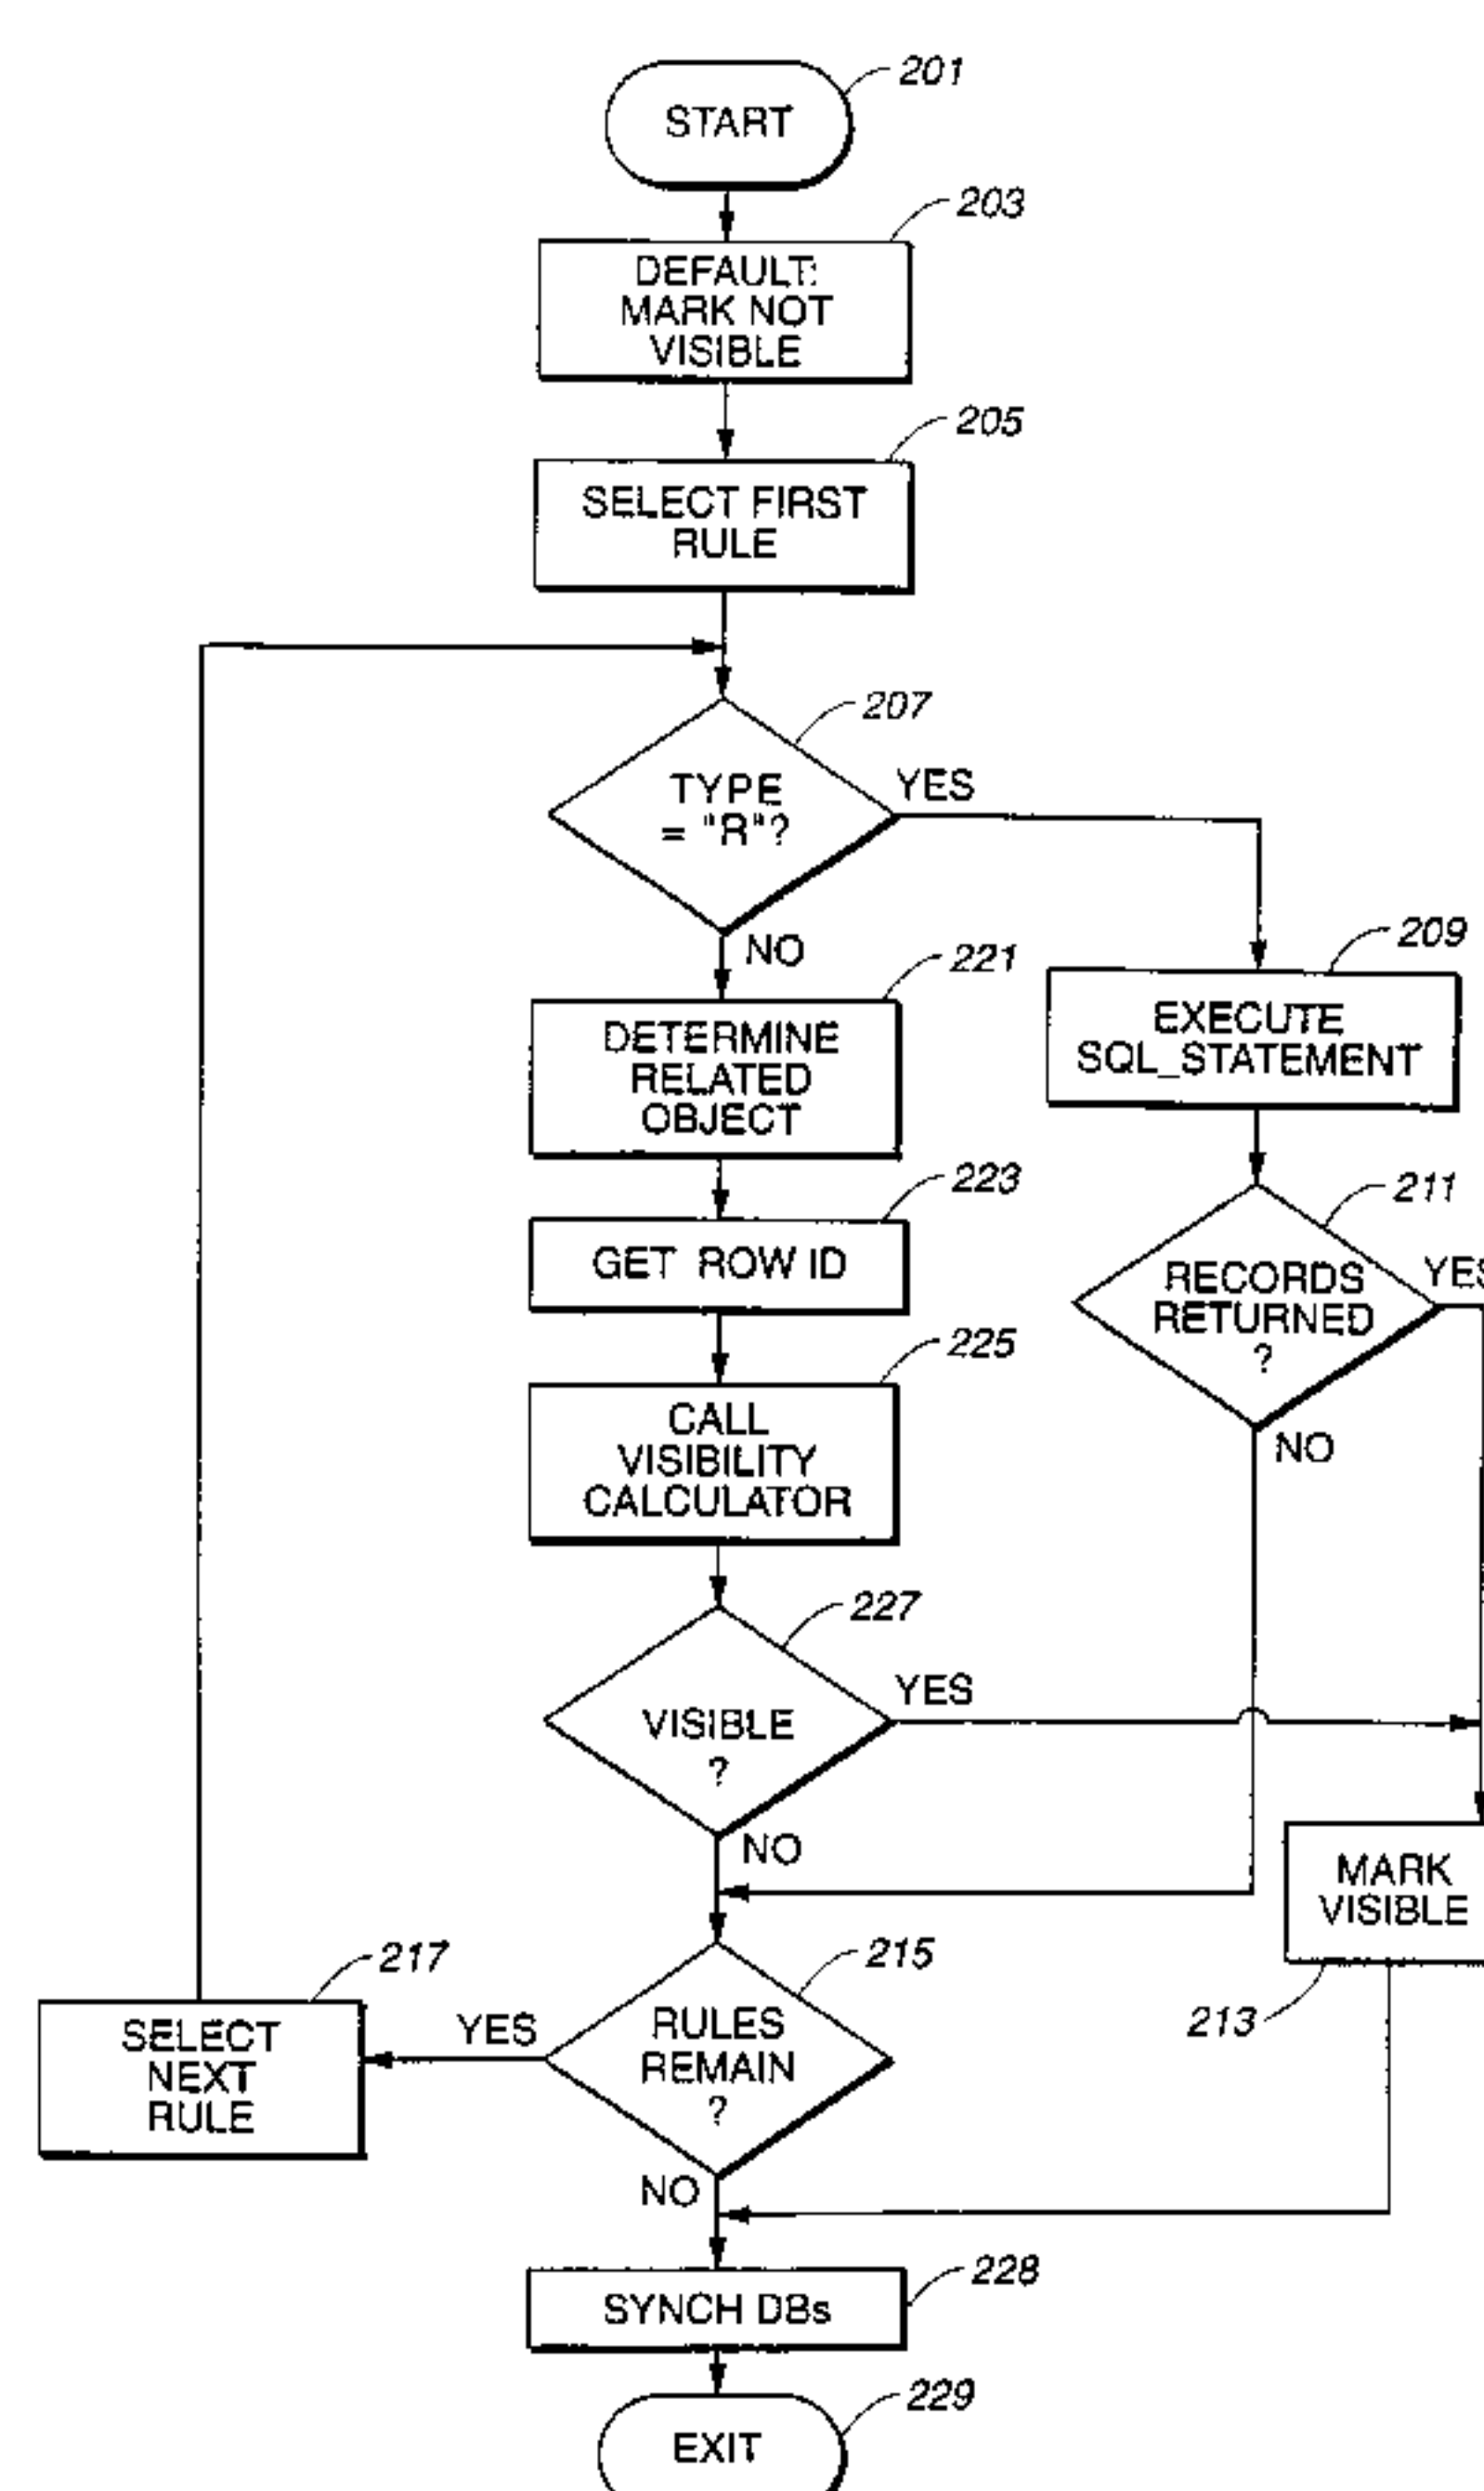 201
START
203
DEFAULT:
MARK NOT
VISIBLE
205
SELECT FIRST
RULE
207
TYPE
= "R"?
YES
NO
209
EXECUTE
SQL_STATEMENT
221
DETERMINE
RELATED
OBJECT
211
RECORDS
RETURNED
?
YES
NO
223
GET ROW ID
225
CALL
VISIBILITY
CALCULATOR
227
VISIBLE
?
YES
NO
MARK
VISIBLE
213
215
RULES
REMAIN
?
YES
NO
217
SELECT
NEXT
RULE
228
SYNCH DBs
229
EXIT